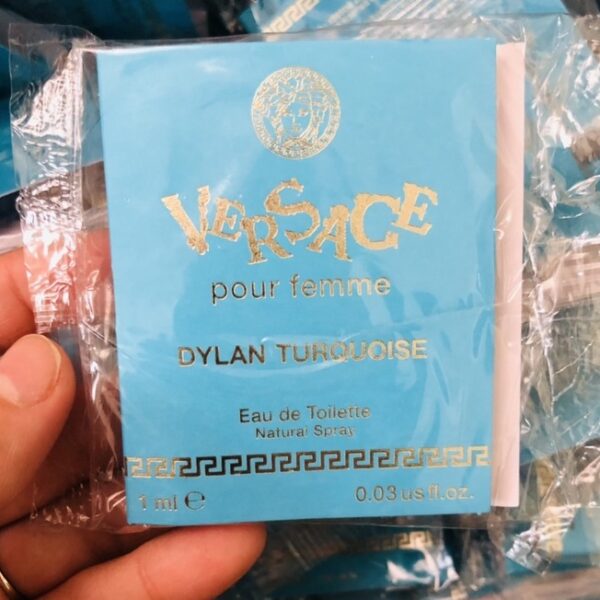 VERSACE
pour femme
DYLAN TURQUOISE
Eau de Toilette
Natural Spray
1 ml ℮ 0.03 us fl.oz.